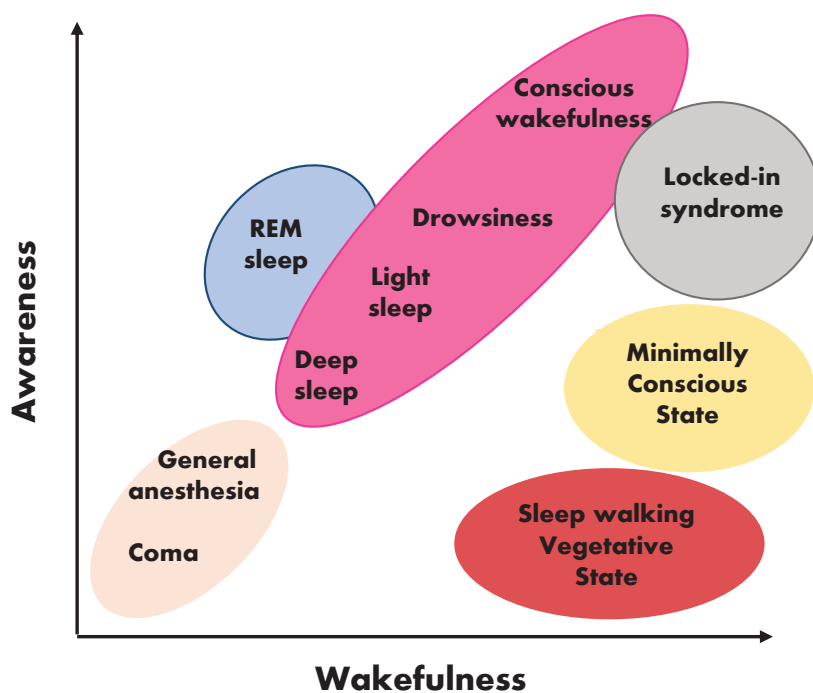 Conscious
wakefulness
Locked-in
syndrome
REM
sleep
Drowsiness
Light
sleep
Deep
sleep
Minimally
Conscious
State
General
anesthesia
Coma
Sleep walking
Vegetative
State
Awareness
Wakefulness